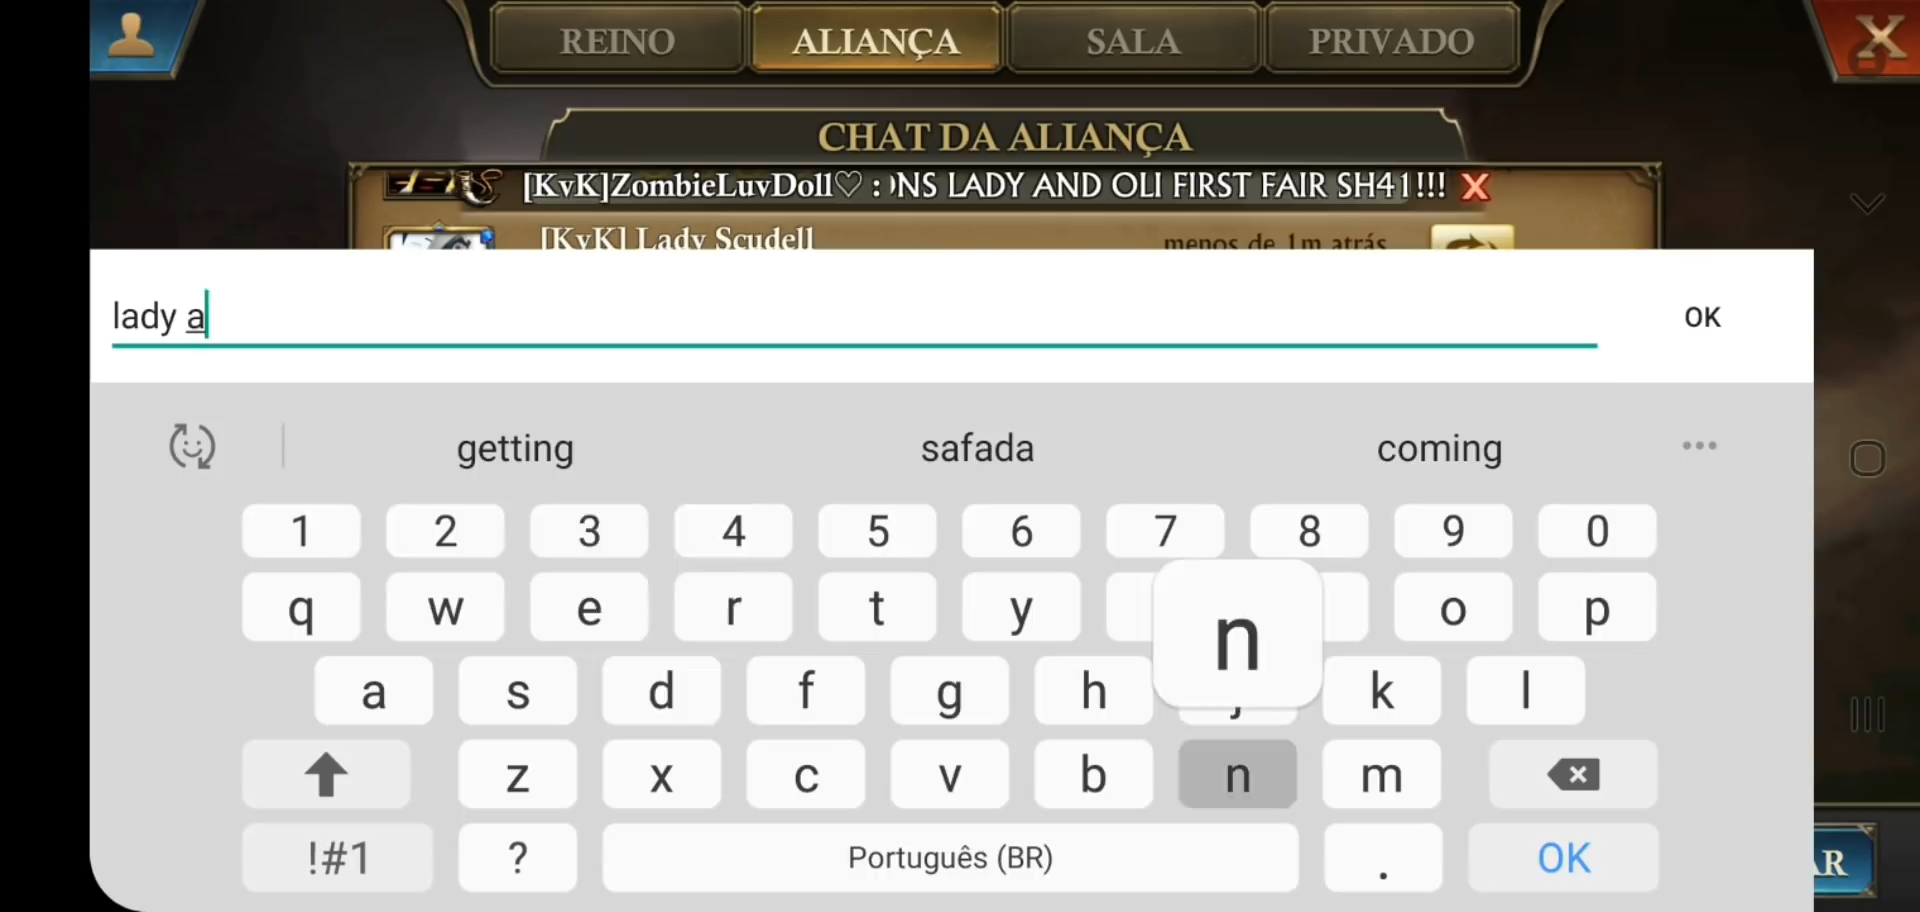 REINO ALIANÇA SALA PRIVADO
CHAT DA ALIANÇA
[KvK]ZombieLuvDoll♡ : NS LADY AND OLI FIRST FAIR SH41!!! X
[KvK] Lady Scudell menos de 1m atrás
lady a OK
getting safada coming
1 2 3 4 5 6 7 8 9 0
q w e r t y o p
n
a s d f g h j k l
z x c v b n m
!#1 ? Português (BR) . OK
AR